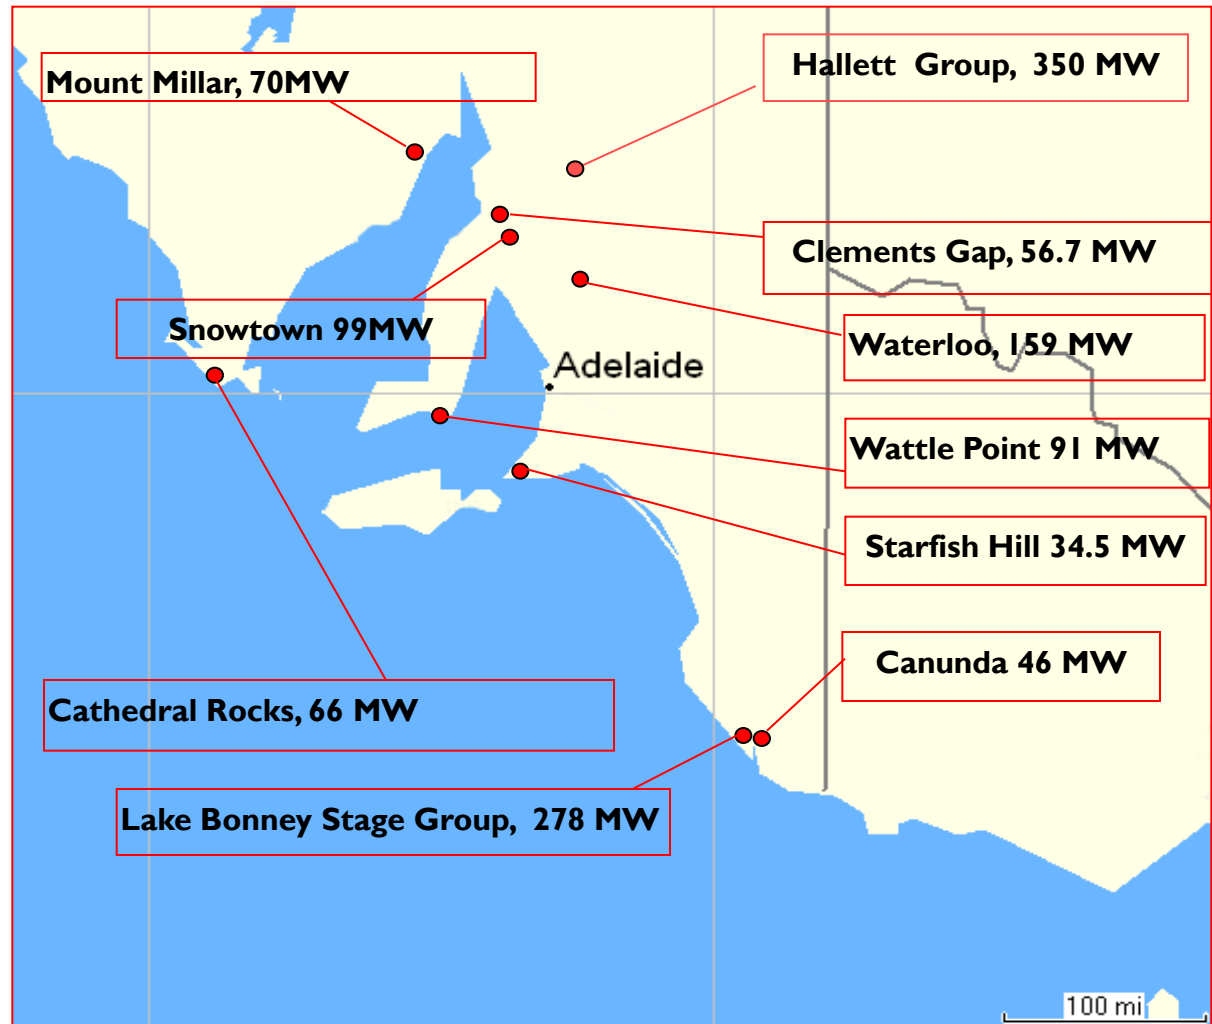 Mount Millar, 70MW
Hallett Group, 350 MW
Clements Gap, 56.7 MW
Snowtown 99MW
Waterloo, 159 MW
Adelaide
Wattle Point 91 MW
Starfish Hill 34.5 MW
Canunda 46 MW
Cathedral Rocks, 66 MW
Lake Bonney Stage Group, 278 MW
100 mi